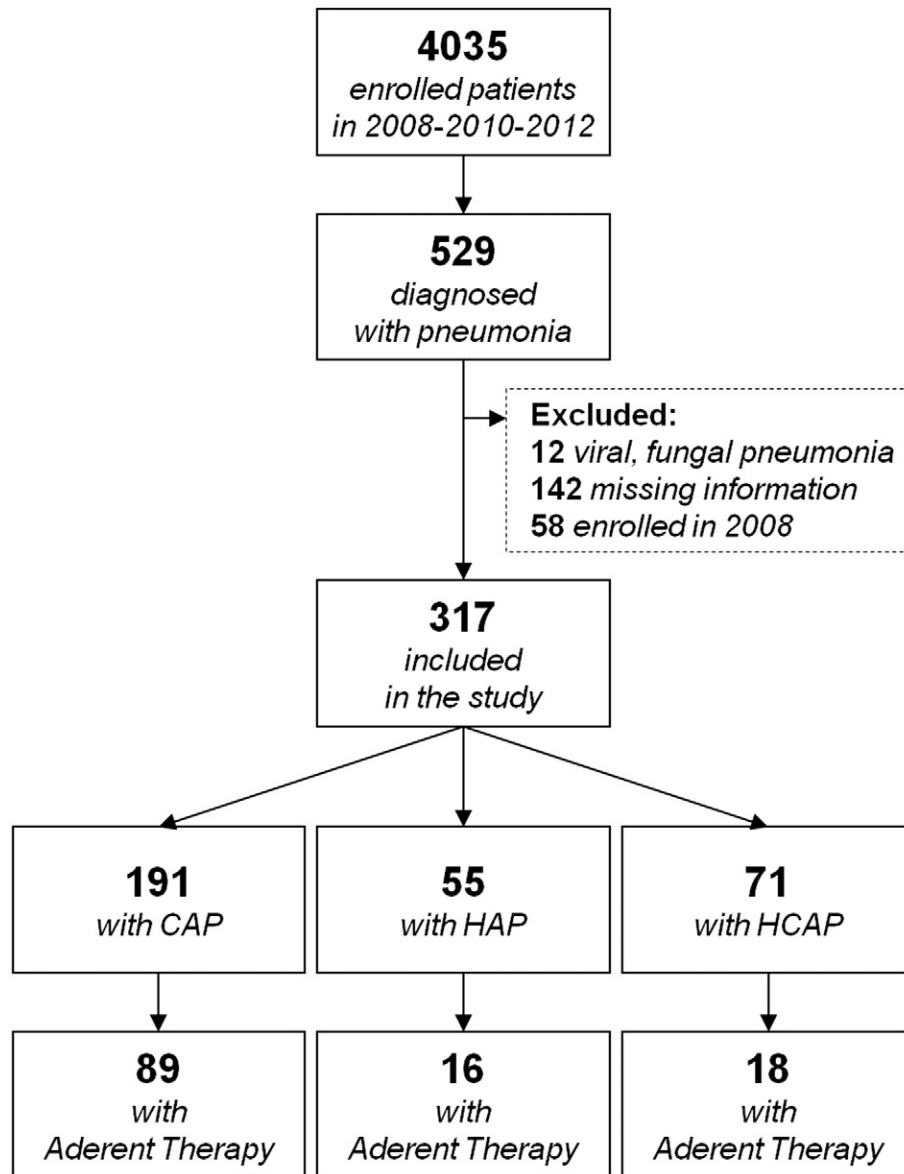 4035
enrolled patients
in 2008-2010-2012
529
diagnosed
with pneumonia
Excluded:
12 viral, fungal pneumonia
142 missing information
58 enrolled in 2008
317
included
in the study
191
with CAP
55
with HAP
71
with HCAP
89
with
Aderent Therapy
16
with
Aderent Therapy
18
with
Aderent Therapy